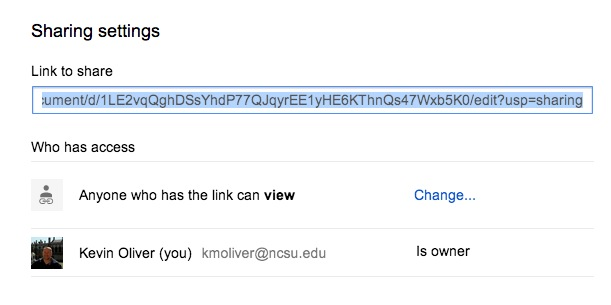 Sharing settings
Link to share
cument/d/1LE2vqQghDSsYhdP77QJqyrEE1yHE6KThnQs47Wxb5K0/edit?usp=sharing
Who has access
Anyone who has the link can view Change...
Kevin Oliver (you) kmoliver@ncsu.edu Is owner